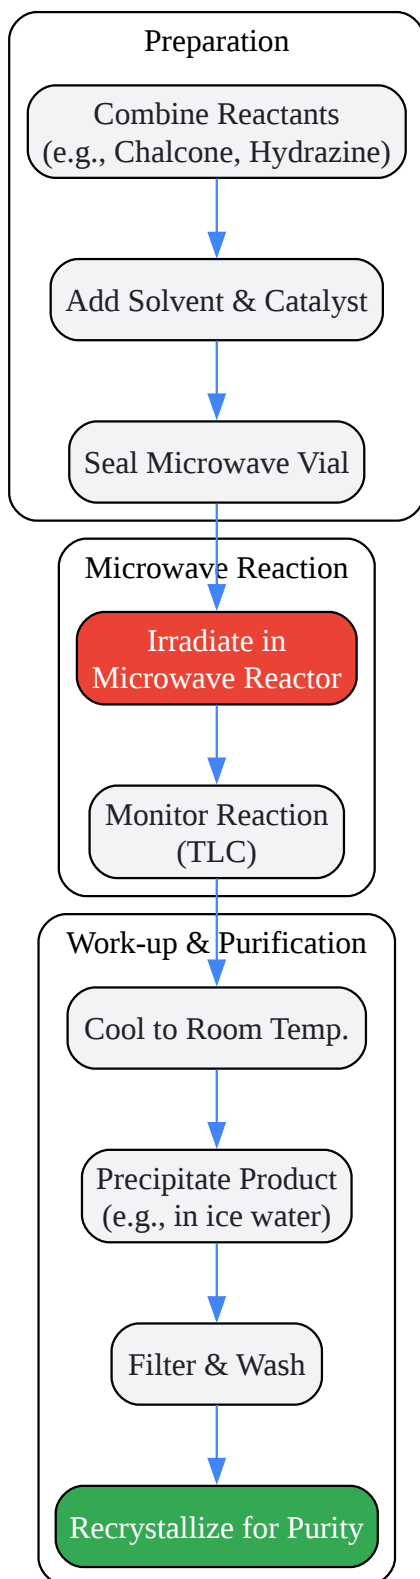 Preparation
Combine Reactants
(e.g., Chalcone, Hydrazine)
Add Solvent & Catalyst
Seal Microwave Vial
Microwave Reaction
Irradiate in
Microwave Reactor
Monitor Reaction
(TLC)
Work-up & Purification
Cool to Room Temp.
Precipitate Product
(e.g., in ice water)
Filter & Wash
Recrystallize for Purity